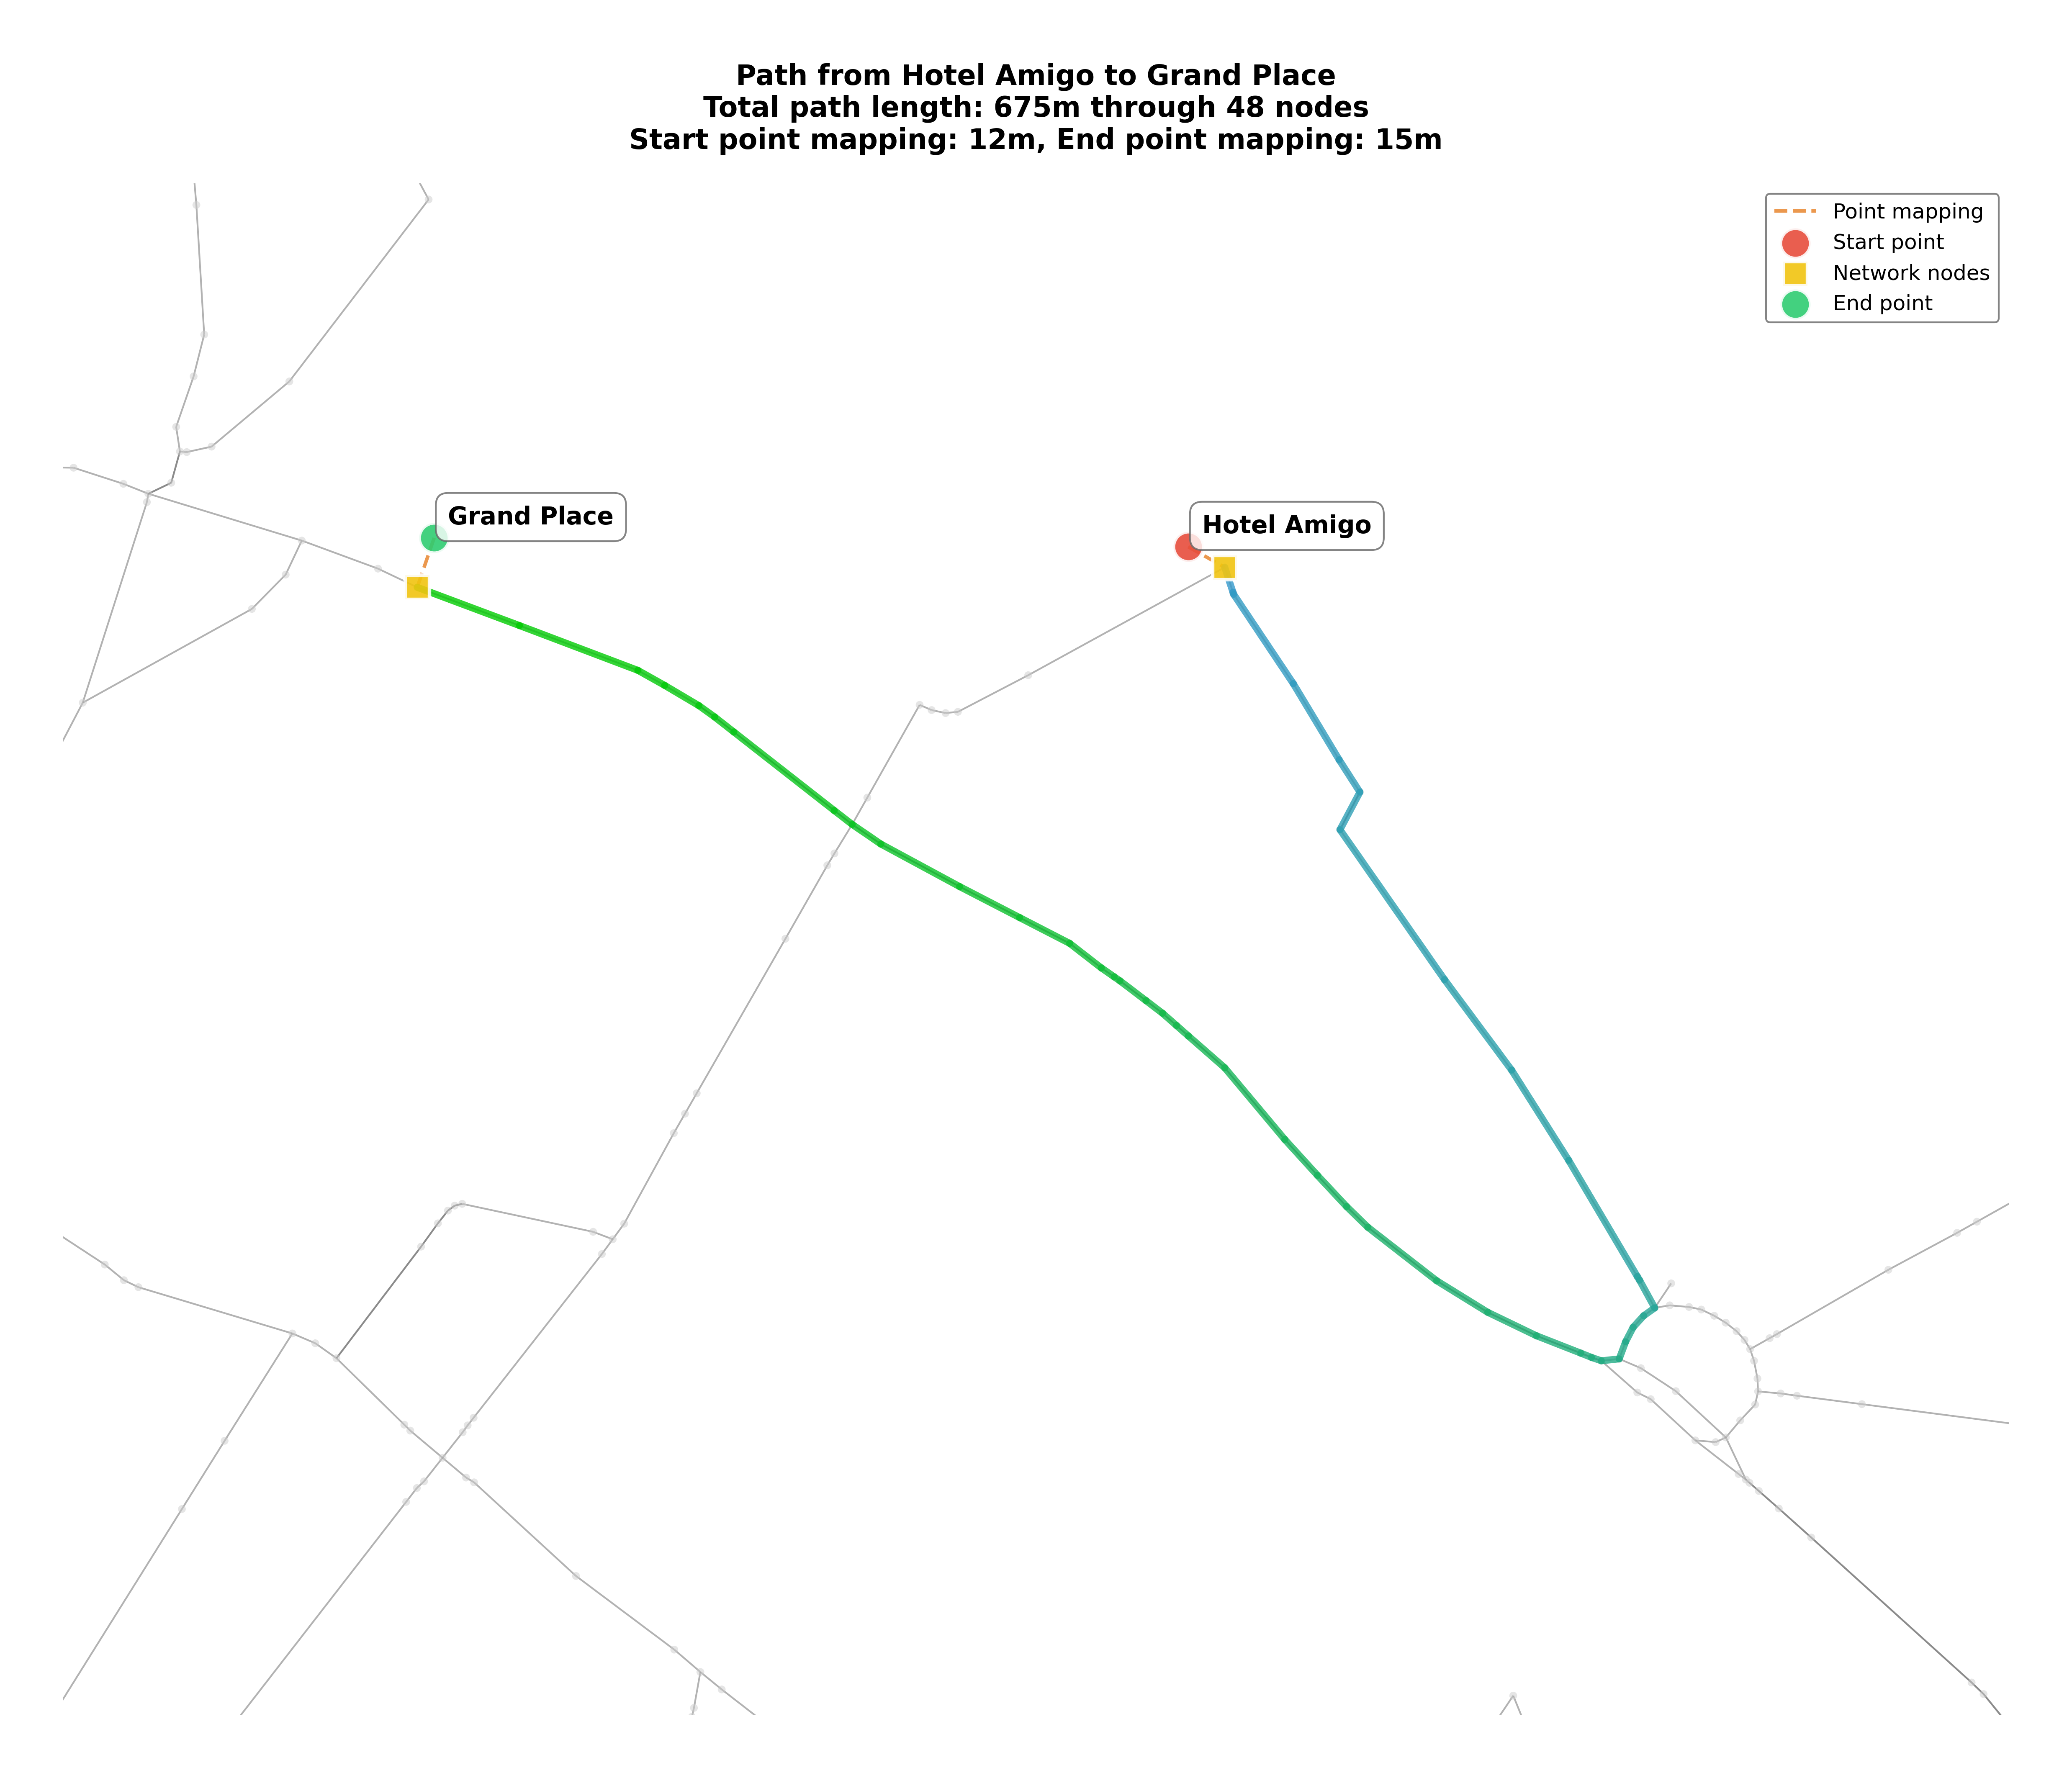 Path from Hotel Amigo to Grand Place
Total path length: 675m through 48 nodes
Start point mapping: 12m, End point mapping: 15m
Point mapping
Start point
Network nodes
End point
Grand Place
Hotel Amigo